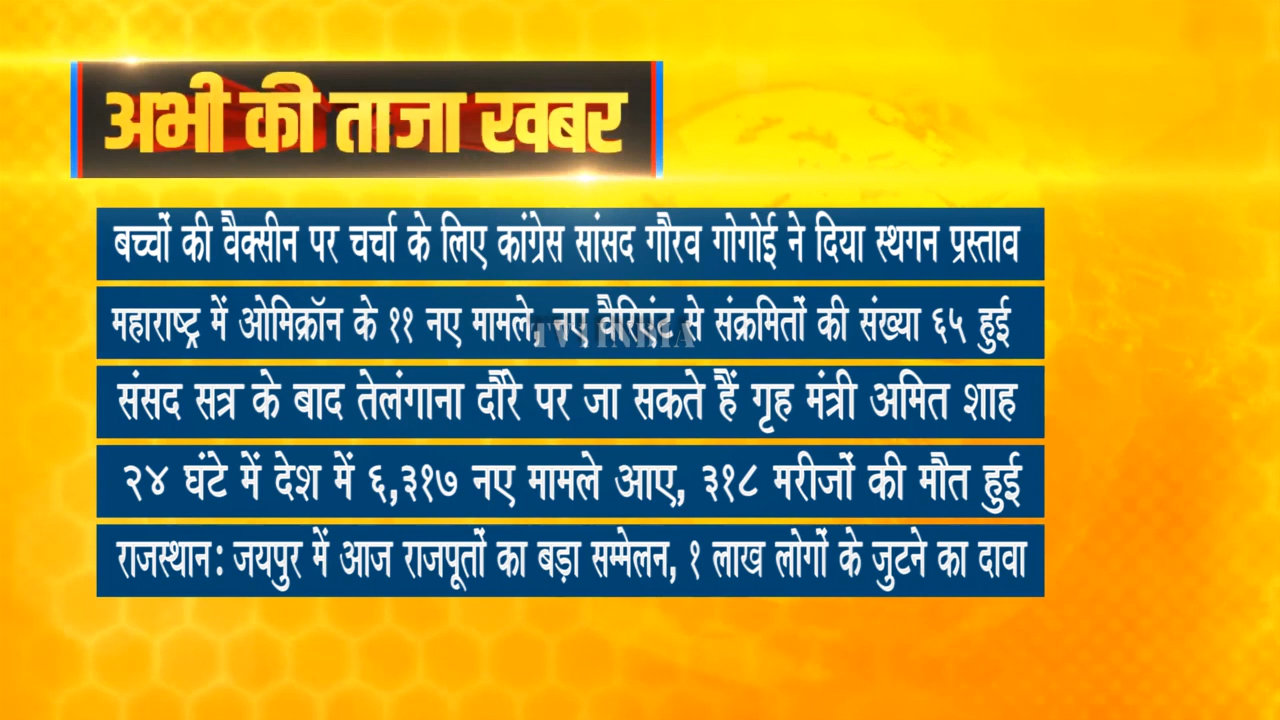 अभी की ताजा खबर
बच्चों की वैक्सीन पर चर्चा के लिए कांग्रेस सांसद गौरव गोगोई ने दिया स्थगन प्रस्ताव
महाराष्ट्र में ओमिक्रॉन के ११ नए मामले, नए वैरिएंट से संक्रमितों की संख्या ६५ हुई
TV1 INDIA
संसद सत्र के बाद तेलंगाना दौरे पर जा सकते हैं गृह मंत्री अमित शाह
२४ घंटे में देश में ६,३१७ नए मामले आए, ३१८ मरीजों की मौत हुई
राजस्थान: जयपुर में आज राजपूतों का बड़ा सम्मेलन, १ लाख लोगों के जुटने का दावा